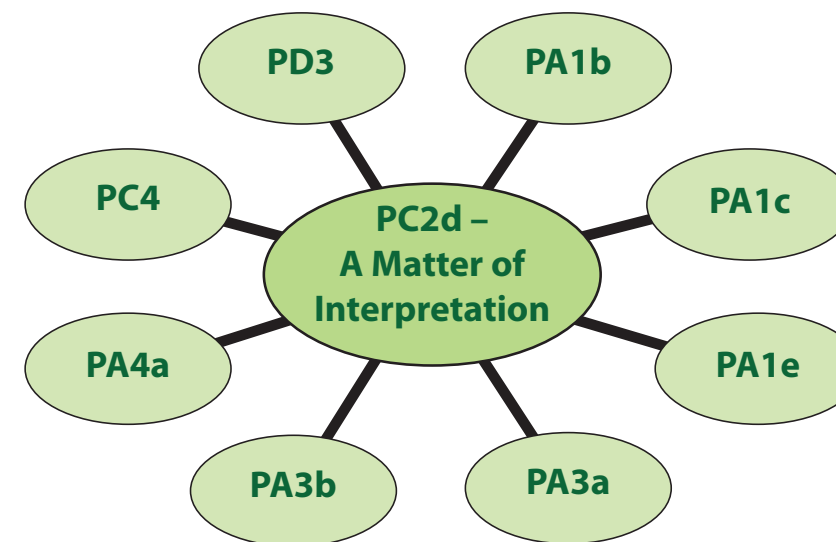 PD3
PA1b
PC4
PA1c
PC2d –
A Matter of
Interpretation
PA4a
PA1e
PA3b
PA3a